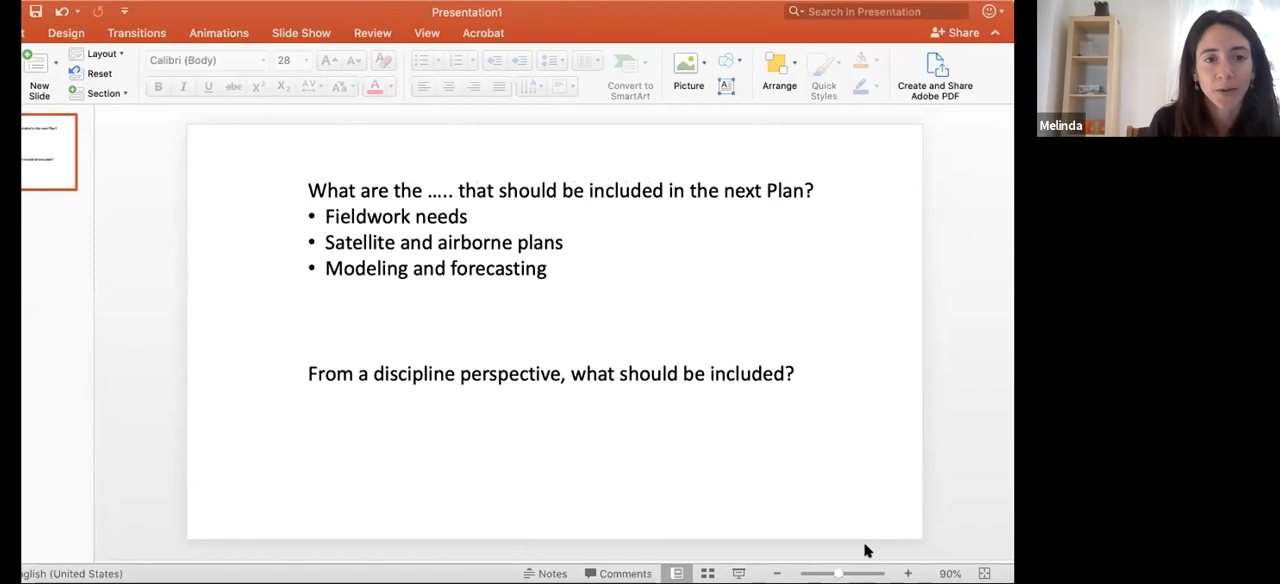 Presentation1
Search in Presentation
t
Design
Transitions
Animations
Slide Show
Review
View
Acrobat
Share
New
Slide
Layout
Reset
Section
Calibri (Body)
28
Convert to
SmartArt
Picture
Arrange
Quick
Styles
Create and Share
Adobe PDF
What are the ..... that should be included in the next Plan?
• Fieldwork needs
• Satellite and airborne plans
• Modeling and forecasting
From a discipline perspective, what should be included?
Melinda
glish (United States)
Notes
Comments
90%